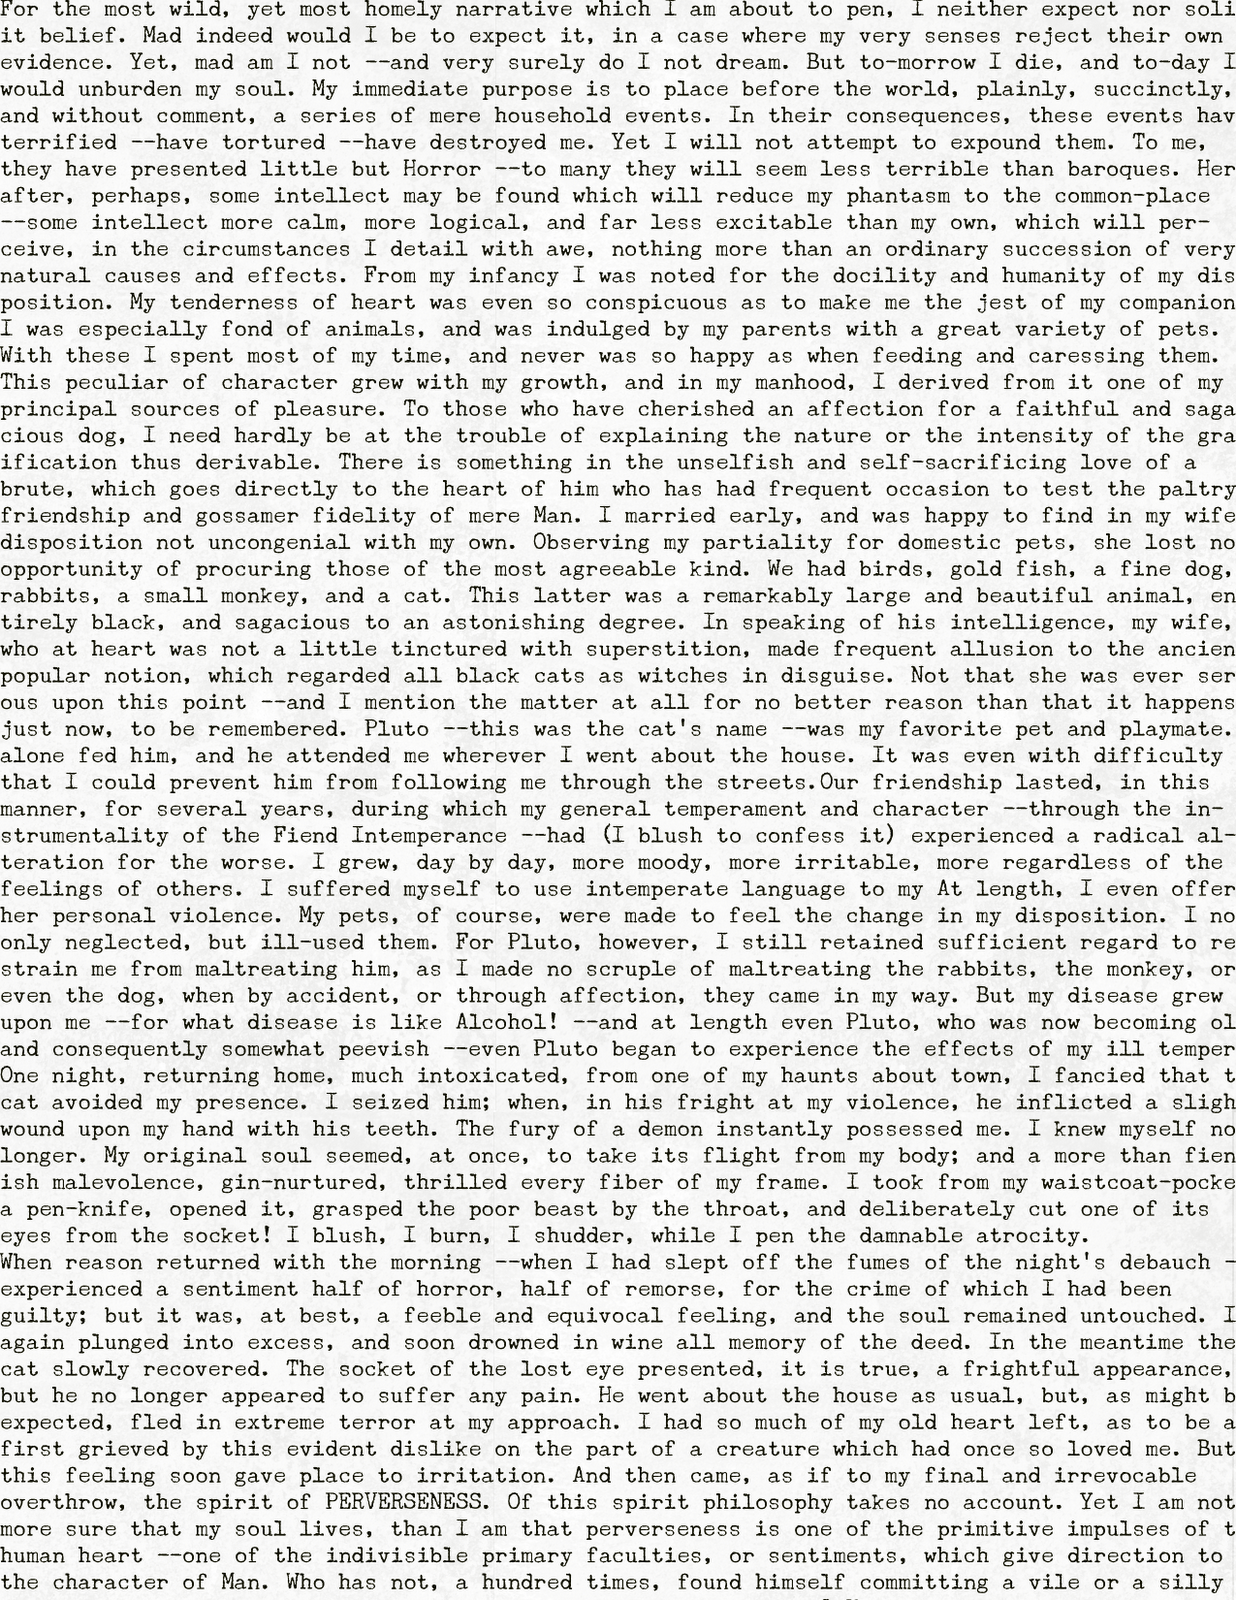 For the most wild, yet most homely narrative which I am about to pen, I neither expect nor soli
it belief. Mad indeed would I be to expect it, in a case where my very senses reject their own
evidence. Yet, mad am I not --and very surely do I not dream. But to-morrow I die, and to-day I
would unburden my soul. My immediate purpose is to place before the world, plainly, succinctly,
and without comment, a series of mere household events. In their consequences, these events hav
terrified --have tortured --have destroyed me. Yet I will not attempt to expound them. To me,
they have presented little but Horror --to many they will seem less terrible than baroques. Her
after, perhaps, some intellect may be found which will reduce my phantasm to the common-place
--some intellect more calm, more logical, and far less excitable than my own, which will per-
ceive, in the circumstances I detail with awe, nothing more than an ordinary succession of very
natural causes and effects. From my infancy I was noted for the docility and humanity of my dis
position. My tenderness of heart was even so conspicuous as to make me the jest of my companion
I was especially fond of animals, and was indulged by my parents with a great variety of pets.
With these I spent most of my time, and never was so happy as when feeding and caressing them.
This peculiar of character grew with my growth, and in my manhood, I derived from it one of my
principal sources of pleasure. To those who have cherished an affection for a faithful and saga
cious dog, I need hardly be at the trouble of explaining the nature or the intensity of the gra
ification thus derivable. There is something in the unselfish and self-sacrificing love of a
brute, which goes directly to the heart of him who has had frequent occasion to test the paltry
friendship and gossamer fidelity of mere Man. I married early, and was happy to find in my wife
disposition not uncongenial with my own. Observing my partiality for domestic pets, she lost no
opportunity of procuring those of the most agreeable kind. We had birds, gold fish, a fine dog,
rabbits, a small monkey, and a cat. This latter was a remarkably large and beautiful animal, en
tirely black, and sagacious to an astonishing degree. In speaking of his intelligence, my wife,
who at heart was not a little tinctured with superstition, made frequent allusion to the ancien
popular notion, which regarded all black cats as witches in disguise. Not that she was ever ser
ous upon this point --and I mention the matter at all for no better reason than that it happens
just now, to be remembered. Pluto --this was the cat's name --was my favorite pet and playmate.
alone fed him, and he attended me wherever I went about the house. It was even with difficulty
that I could prevent him from following me through the streets.Our friendship lasted, in this
manner, for several years, during which my general temperament and character --through the in-
strumentality of the Fiend Intemperance --had (I blush to confess it) experienced a radical al-
teration for the worse. I grew, day by day, more moody, more irritable, more regardless of the
feelings of others. I suffered myself to use intemperate language to my At length, I even offer
her personal violence. My pets, of course, were made to feel the change in my disposition. I no
only neglected, but ill-used them. For Pluto, however, I still retained sufficient regard to re
strain me from maltreating him, as I made no scruple of maltreating the rabbits, the monkey, or
even the dog, when by accident, or through affection, they came in my way. But my disease grew
upon me --for what disease is like Alcohol! --and at length even Pluto, who was now becoming ol
and consequently somewhat peevish --even Pluto began to experience the effects of my ill temper
One night, returning home, much intoxicated, from one of my haunts about town, I fancied that t
cat avoided my presence. I seized him; when, in his fright at my violence, he inflicted a sligh
wound upon my hand with his teeth. The fury of a demon instantly possessed me. I knew myself no
longer. My original soul seemed, at once, to take its flight from my body; and a more than fien
ish malevolence, gin-nurtured, thrilled every fiber of my frame. I took from my waistcoat-pocke
a pen-knife, opened it, grasped the poor beast by the throat, and deliberately cut one of its
eyes from the socket! I blush, I burn, I shudder, while I pen the damnable atrocity.
When reason returned with the morning --when I had slept off the fumes of the night's debauch -
experienced a sentiment half of horror, half of remorse, for the crime of which I had been
guilty; but it was, at best, a feeble and equivocal feeling, and the soul remained untouched. I
again plunged into excess, and soon drowned in wine all memory of the deed. In the meantime the
cat slowly recovered. The socket of the lost eye presented, it is true, a frightful appearance,
but he no longer appeared to suffer any pain. He went about the house as usual, but, as might b
expected, fled in extreme terror at my approach. I had so much of my old heart left, as to be a
first grieved by this evident dislike on the part of a creature which had once so loved me. But
this feeling soon gave place to irritation. And then came, as if to my final and irrevocable
overthrow, the spirit of PERVERSENESS. Of this spirit philosophy takes no account. Yet I am not
more sure that my soul lives, than I am that perverseness is one of the primitive impulses of t
human heart --one of the indivisible primary faculties, or sentiments, which give direction to
the character of Man. Who has not, a hundred times, found himself committing a vile or a silly